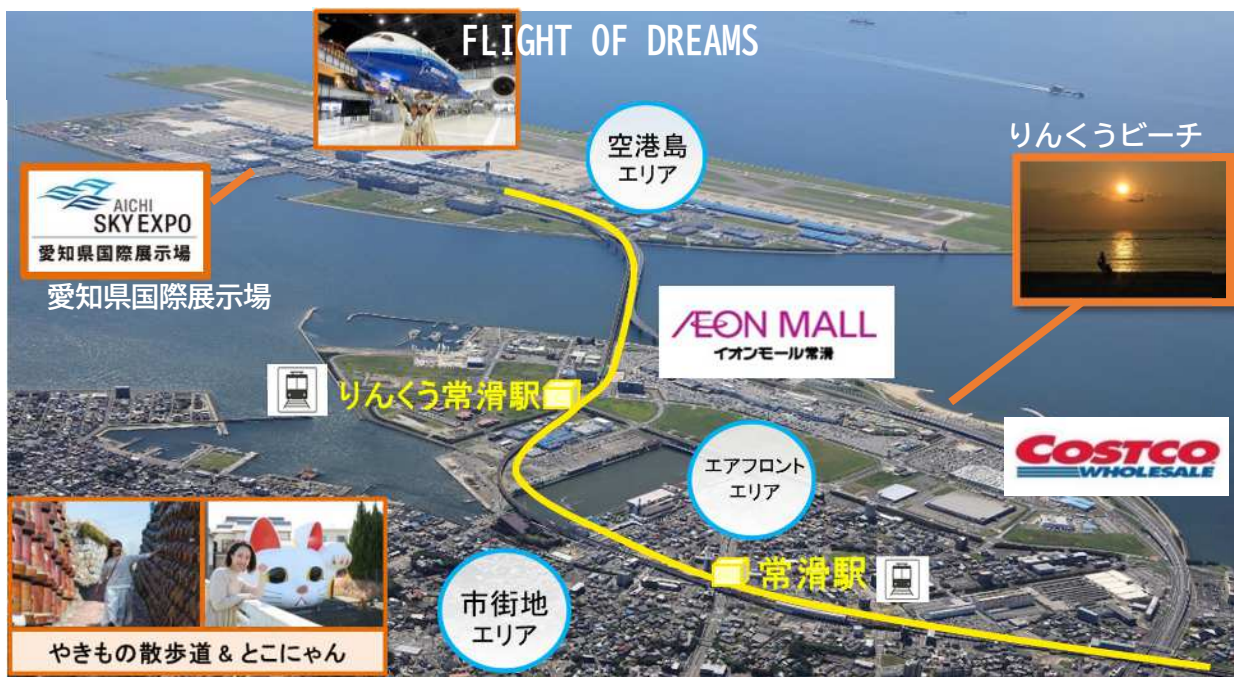 FLIGHT OF DREAMS
空港島
エリア
りんくうビーチ
AICHI
SKY EXPO
愛知県国際展示場
愛知県国際展示場
ÆON MALL
イオンモール常滑
りんくう常滑駅
エアフロント
エリア
COSTCO
WHOLESALE
常滑駅
市街地
エリア
やきもの散歩道 & とこにゃん